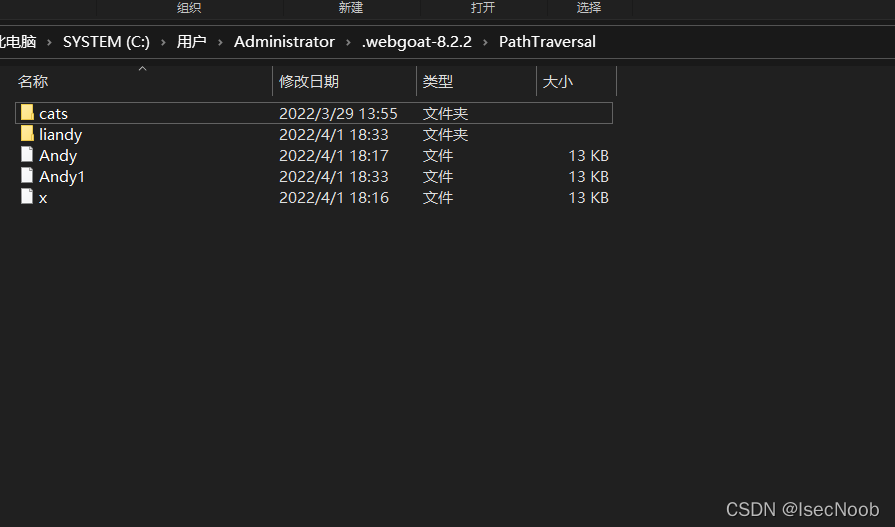 组织 新建 打开 选择
此电脑 › SYSTEM (C:) › 用户 › Administrator › .webgoat-8.2.2 › PathTraversal
名称 修改日期 类型 大小
cats 2022/3/29 13:55 文件夹
liandy 2022/4/1 18:33 文件夹
Andy 2022/4/1 18:17 文件 13 KB
Andy1 2022/4/1 18:33 文件 13 KB
x 2022/4/1 18:16 文件 13 KB
CSDN @IsecNoob